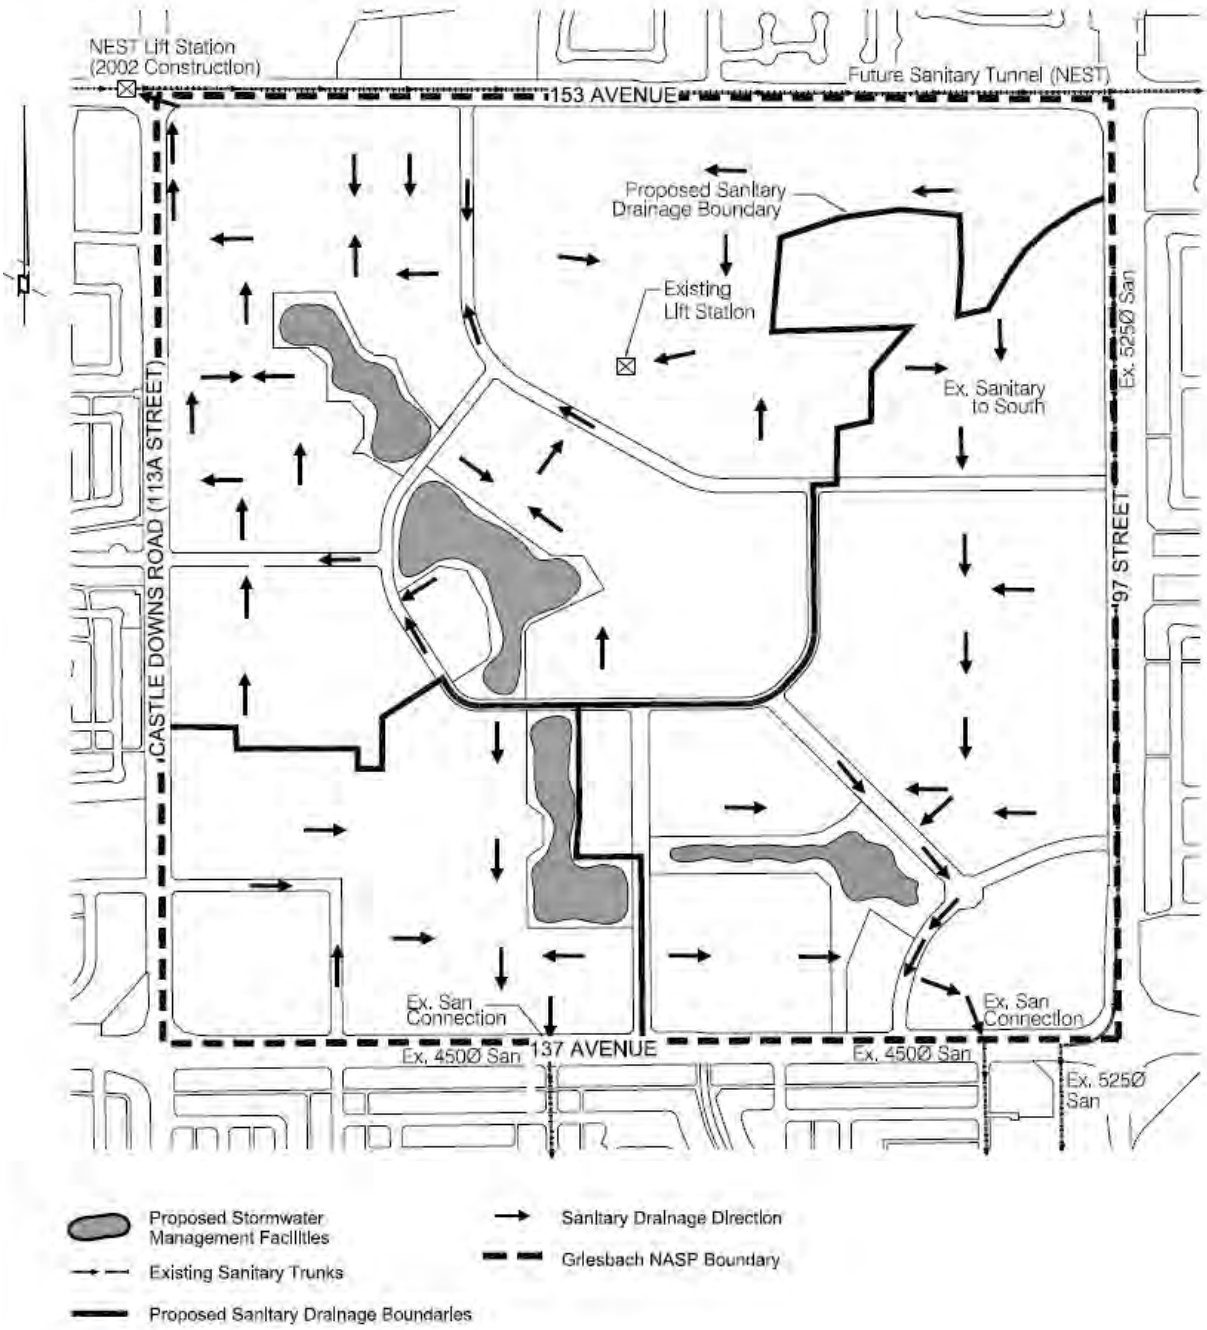 NEST Lift Station
(2002 Construction)
Future Sanitary Tunnel (NEST)
153 AVENUE
Proposed Sanitary
Drainage Boundary
Existing
Lift Station
Ex. 525Ø San
Ex. Sanitary
to South
CASTLE DOWNS ROAD (113A STREET)
97 STREET
Ex. San
Connection
Ex. San
Connection
Ex. 450Ø San
137 AVENUE
Ex. 450Ø San
Ex. 525Ø
San
Proposed Stormwater
Management Facilities
Sanitary Drainage Direction
Existing Sanitary Trunks
Griesbach NASP Boundary
Proposed Sanitary Drainage Boundaries